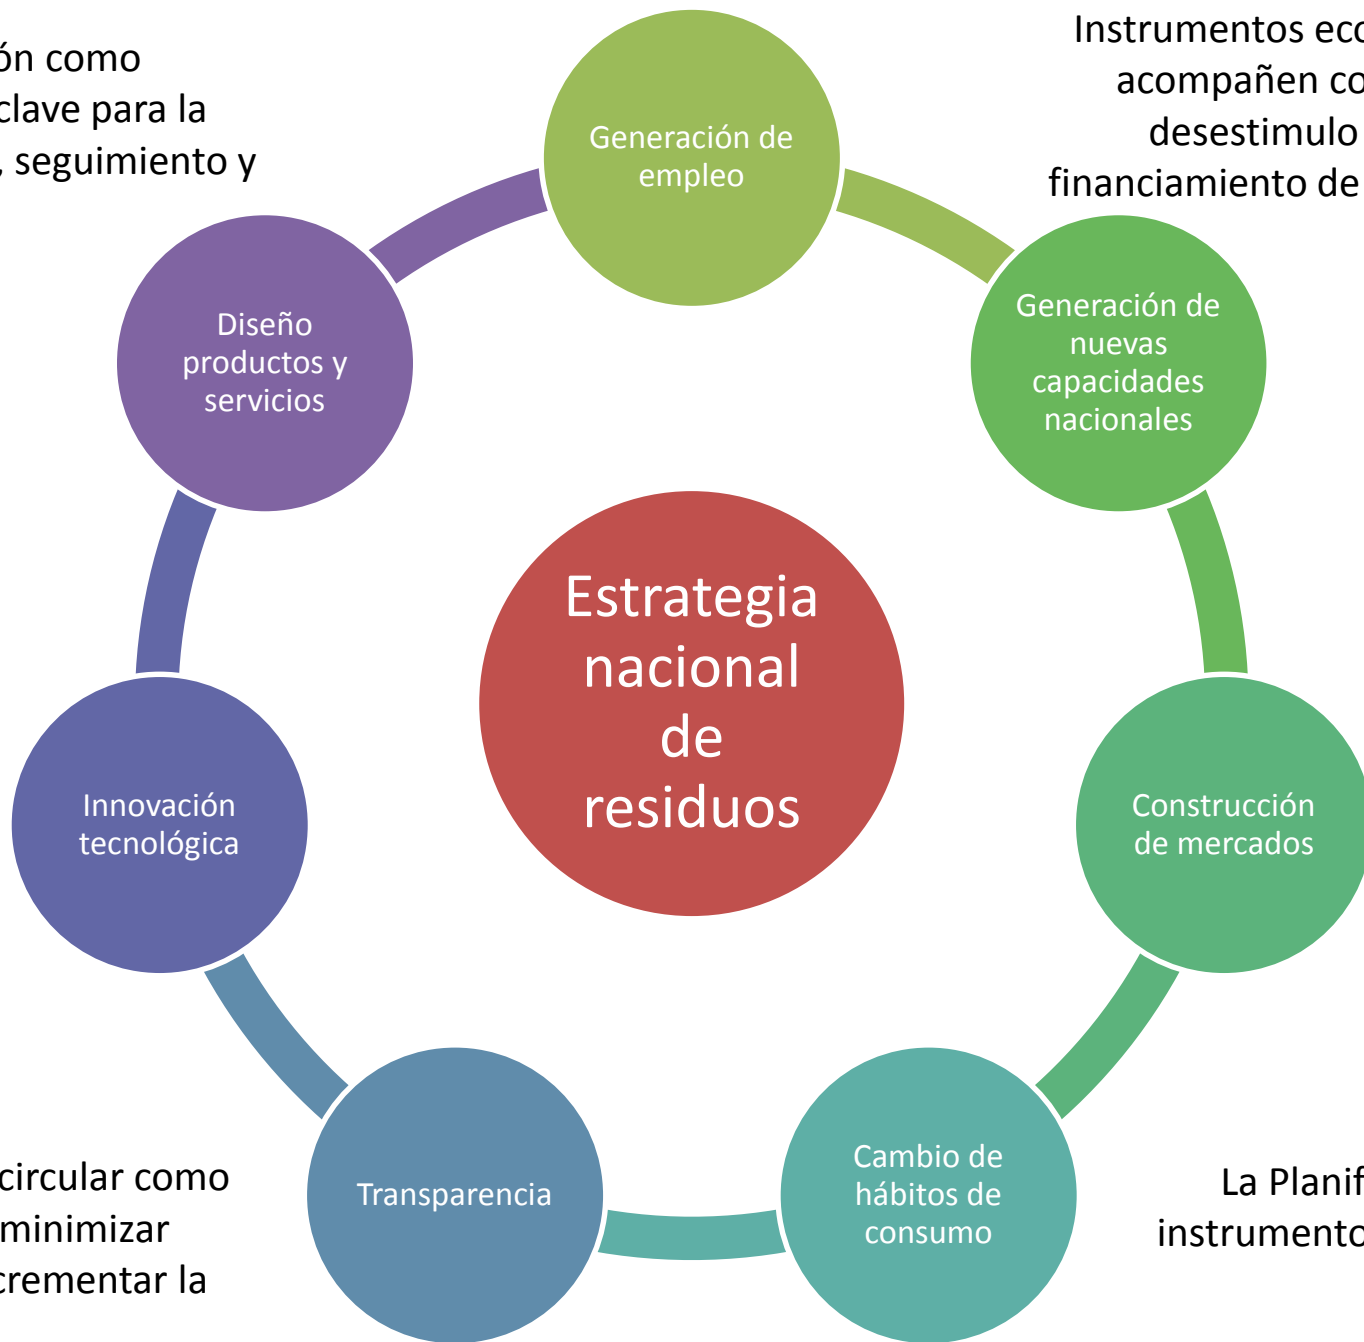 ón como
clave para la
, seguimiento y
Instrumentos eco
acompañen co
desestimulo
financiamiento de
Generación de
empleo
Generación de
nuevas
capacidades
nacionales
Diseño
productos y
servicios
Estrategia
nacional
de
residuos
Innovación
tecnológica
Construcción
de mercados
Transparencia
Cambio de
hábitos de
consumo
circular como
minimizar
crementar la
La Planif
instrumento